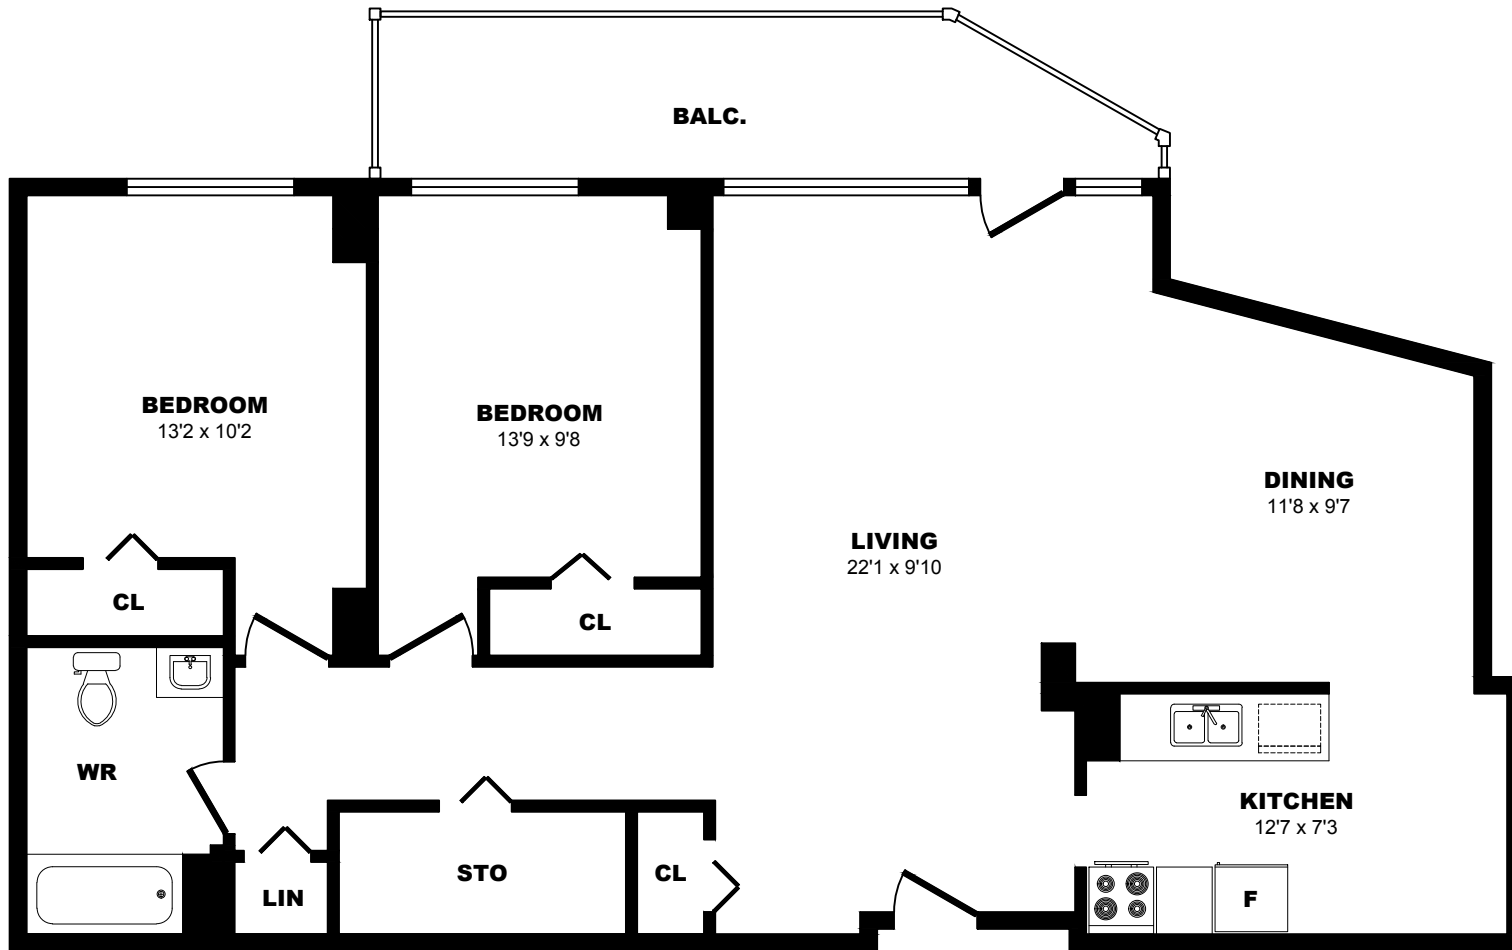 BALC.
BEDROOM
13'2 x 10'2
BEDROOM
13'9 x 9'8
DINING
11'8 x 9'7
LIVING
22'1 x 9'10
CL
CL
WR
KITCHEN
12'7 x 7'3
STO
CL
LIN
F